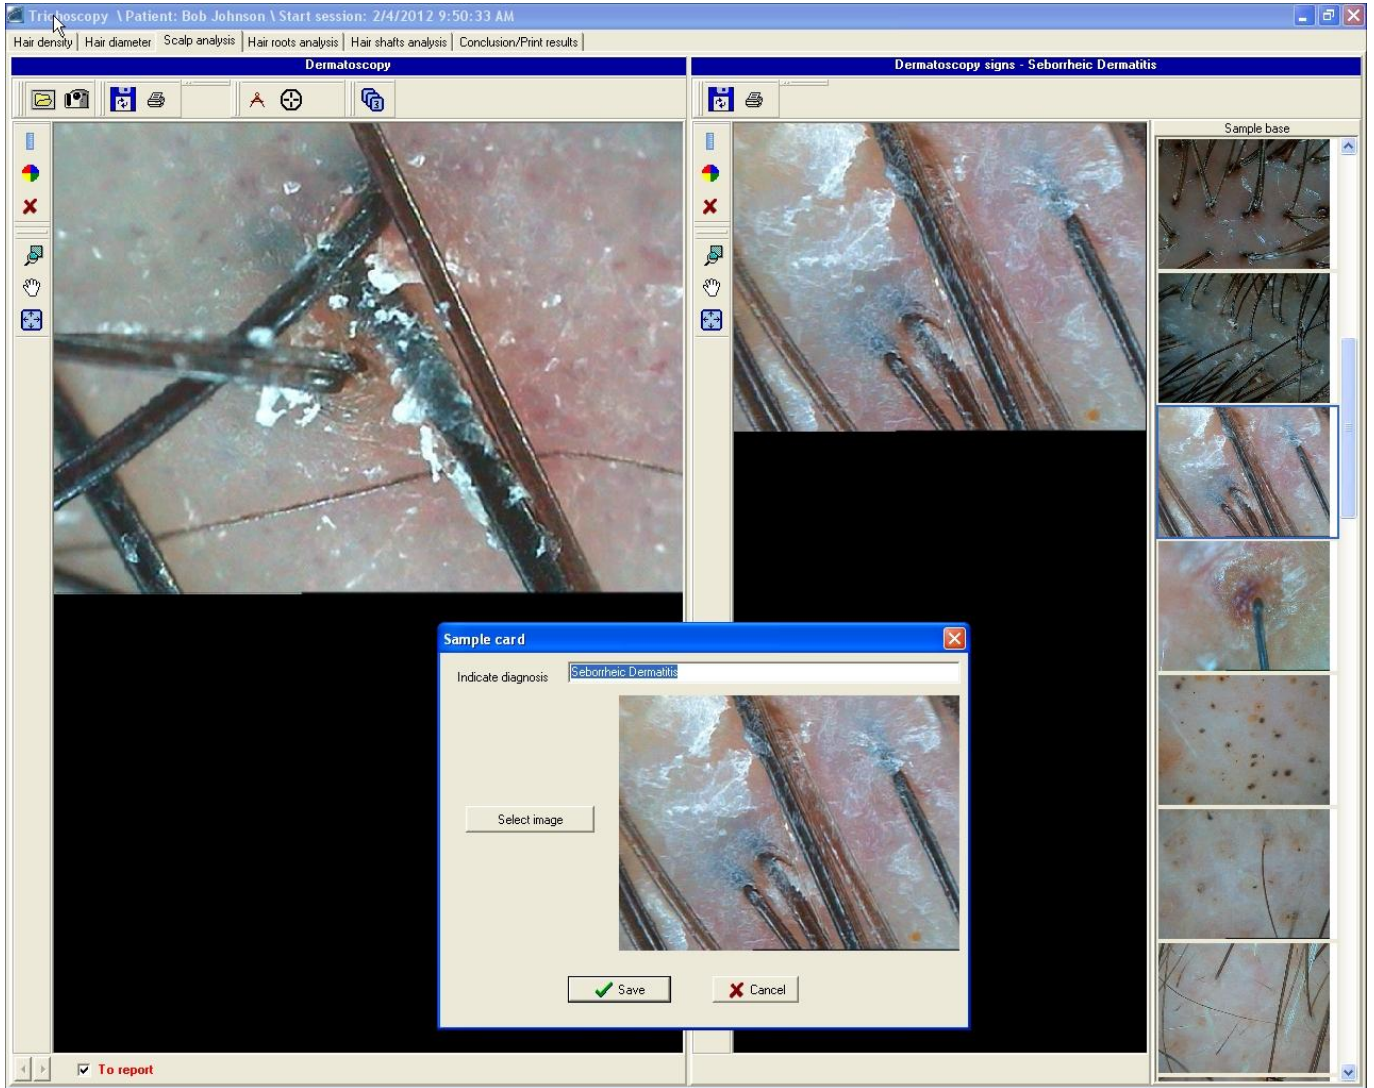 Trichoscopy \ Patient: Bob Johnson \ Start session: 2/4/2012 9:50:33 AM
Hair density Hair diameter Scalp analysis Hair roots analysis Hair shafts analysis Conclusion/Print results
Dermatoscopy
Dermatoscopy signs - Seborrheic Dermatitis
Sample base
Sample card
Indicate diagnosis Seborrheic Dermatitis
Select image
Save Cancel
To report